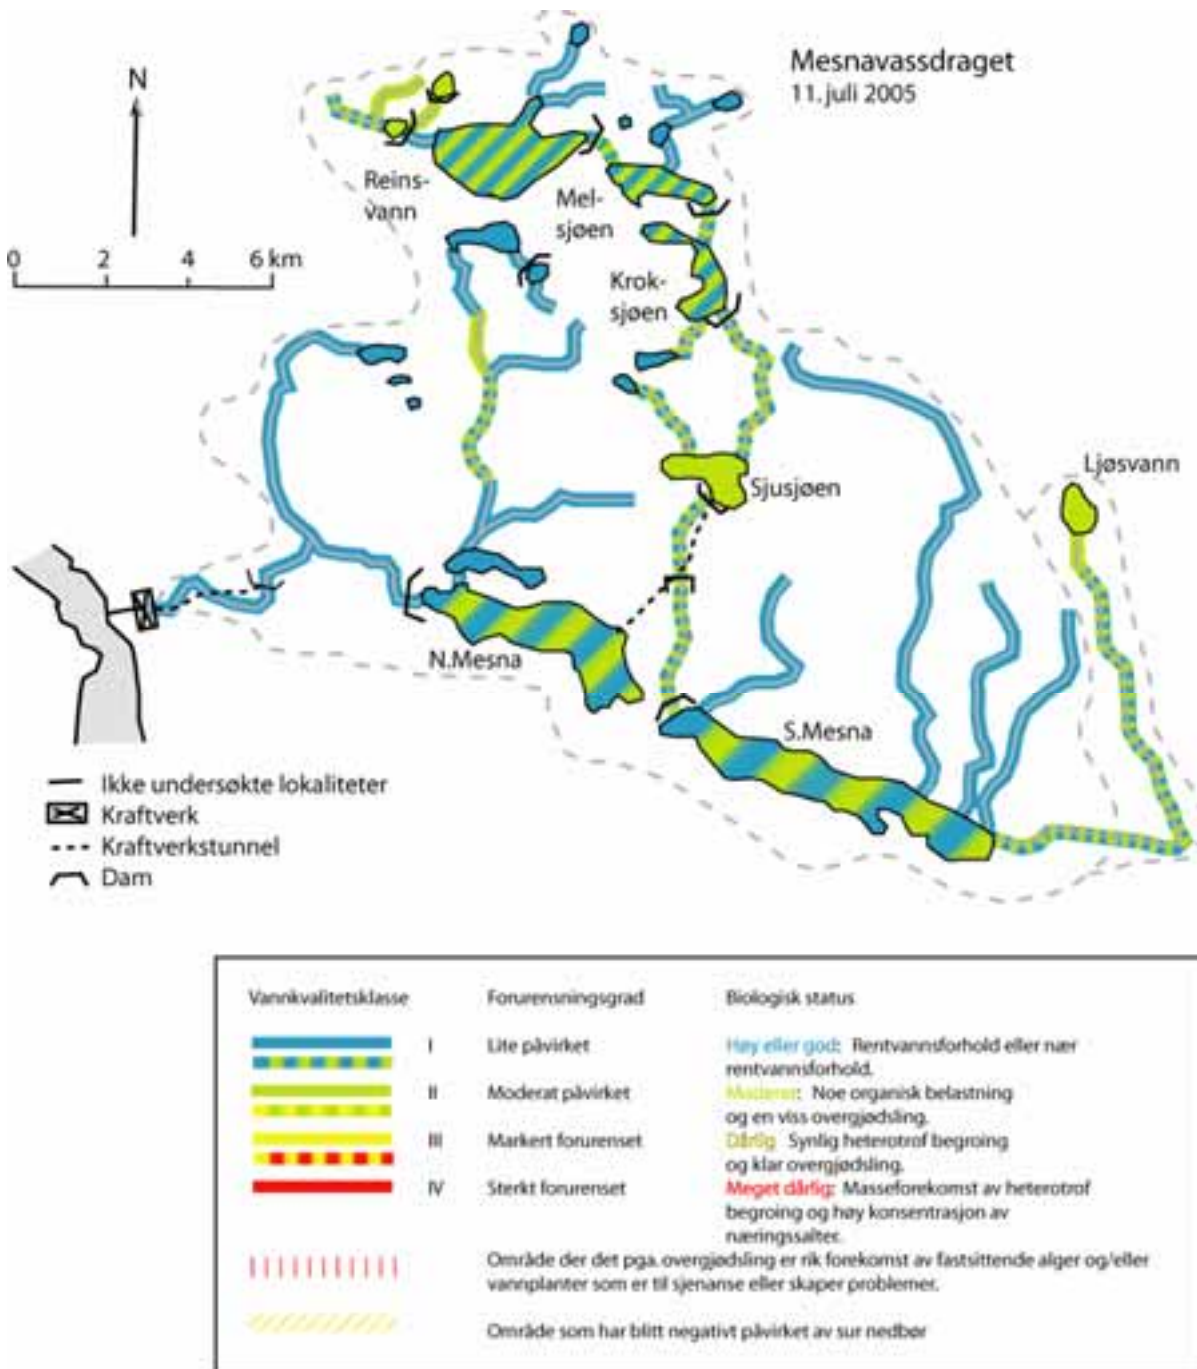 Mesnavassdraget
11. juli 2005
N
Reins-
vann
Mel-
sjøen
0 2 4 6 km
Krok-
sjøen
Ljøsvann
Sjusjøen
N.Mesna
S.Mesna
Ikke undersøkte lokaliteter
Kraftverk
Kraftverkstunnel
Dam
Vannkvalitetsklasse Forurensningsgrad Biologisk status
I Lite påvirket Høy eller god: Rentvannsforhold eller nær
rentvannsforhold.
II Moderat påvirket Moderat: Noe organisk belastning
og en viss overgjødsling.
III Markert forurenset Dårlig Synlig heterotrof begroing
og klar overgjødsling.
IV Sterkt forurenset Meget dårlig: Masseforekomst av heterotrof
begroing og høy konsentrasjon av
næringssalter.
Område der det pga. overgjødsling er rik forekomst av fastsittende alger og/eller
vannplanter som er til sjenanse eller skaper problemer.
Område som har blitt negativt påvirket av sur nedbør